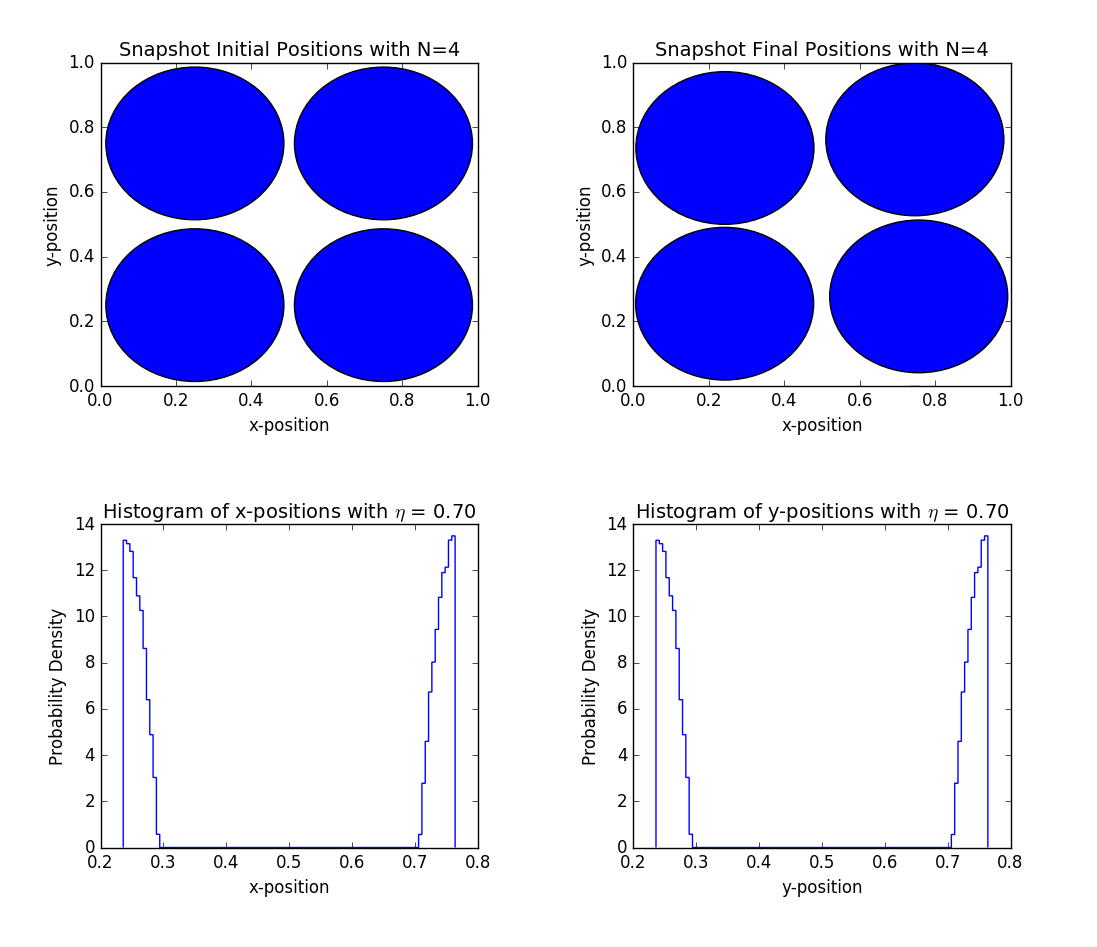 Snapshot Initial Positions with N=4
1.0
0.8
0.6
0.4
0.2
0.0
y-position
0.0 0.2 0.4 0.6 0.8 1.0
x-position
Snapshot Final Positions with N=4
1.0
0.8
0.6
0.4
0.2
0.0
y-position
0.0 0.2 0.4 0.6 0.8 1.0
x-position
Histogram of x-positions with η = 0.70
14
12
10
8
6
4
2
0
Probability Density
0.2 0.3 0.4 0.5 0.6 0.7 0.8
x-position
Histogram of y-positions with η = 0.70
14
12
10
8
6
4
2
0
Probability Density
0.2 0.3 0.4 0.5 0.6 0.7 0.8
y-position